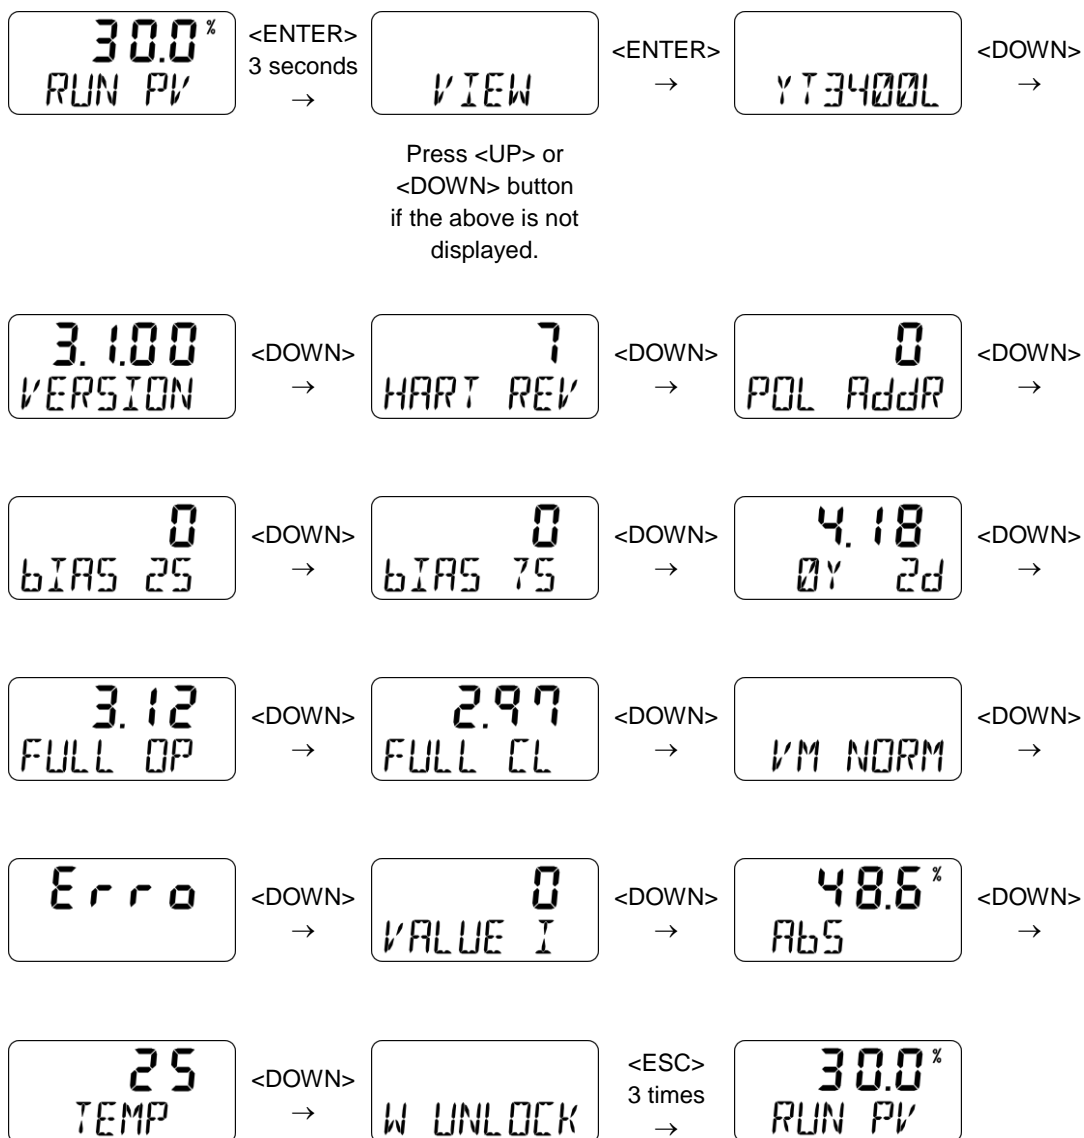 30.0%
RUN PV
<ENTER>
3 seconds
→
VIEW
<ENTER>
→
YT3400L
<DOWN>
→
Press <UP> or
<DOWN> button
if the above is not
displayed.
3.1.00
VERSION
<DOWN>
→
7
HART REV
<DOWN>
→
0
POL AddR
<DOWN>
→
0
bIAS 25
<DOWN>
→
0
bIAS 75
<DOWN>
→
4.18
0Y 2d
<DOWN>
→
3.12
FULL OP
<DOWN>
→
2.97
FULL CL
<DOWN>
→
VM NORM
<DOWN>
→
Erro
<DOWN>
→
0
VALUE I
<DOWN>
→
48.6%
AbS
<DOWN>
→
25
TEMP
<DOWN>
→
W UNLOCK
<ESC>
3 times
→
30.0%
RUN PV